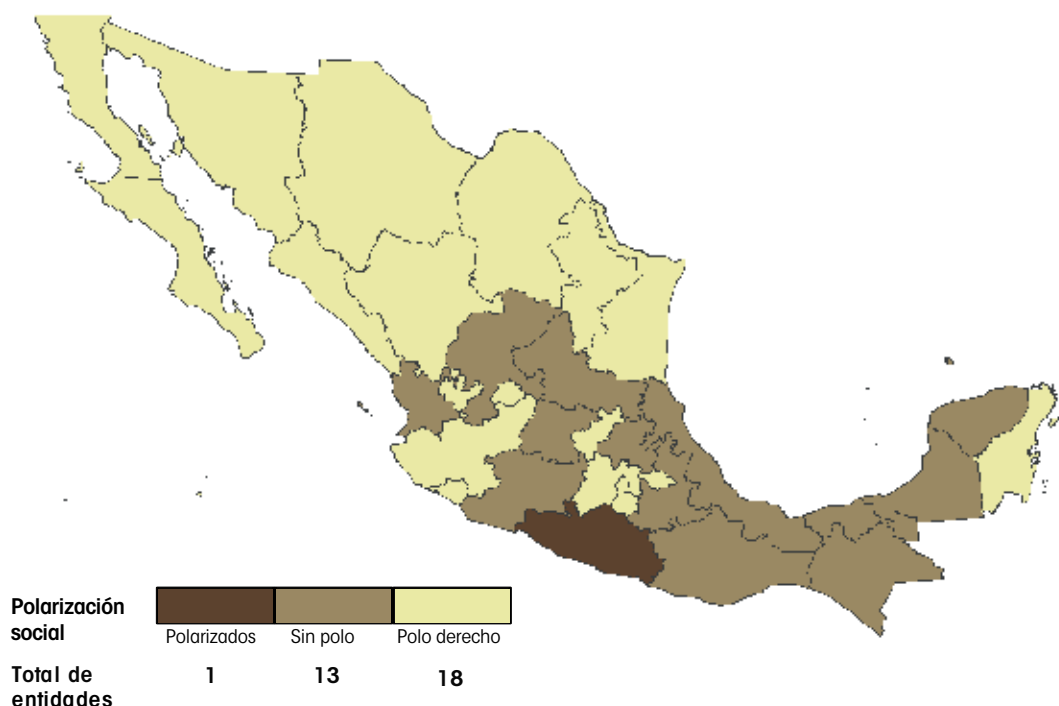 Polarización
social
Polarizados Sin polo Polo derecho
Total de
entidades
1 13 18